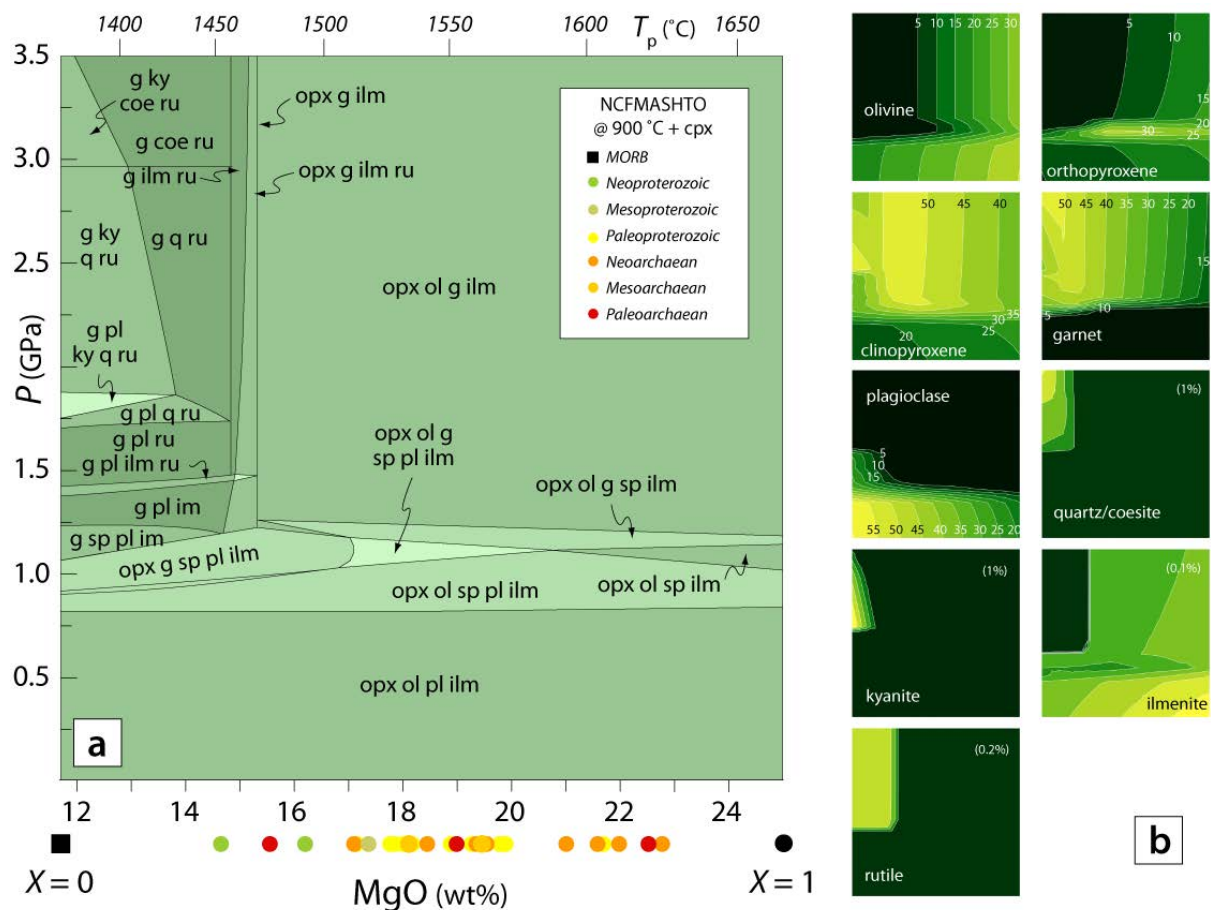 1400 1450 1500 1550 1600 1650
Tp (°C)
3.5
3.0
2.5
2.0
1.5
1.0
0.5
P (GPa)
g ky
coe ru
g coe ru
g ilm ru
opx g ilm
opx g ilm ru
g ky
q ru
g q ru
opx ol g ilm
g pl
ky q ru
g pl q ru
g pl ru
g pl ilm ru
g pl im
g sp pl im
opx g sp pl ilm
opx ol g
sp pl ilm
opx ol g sp ilm
opx ol sp ilm
opx ol sp pl ilm
opx ol pl ilm
NCFMASHTO
@ 900 °C + cpx
MORB
Neoproterozoic
Mesoproterozoic
Paleoproterozoic
Neoarchaean
Mesoarchaean
Paleoarchaean
a
12 14 16 18 20 22 24
X = 0
MgO (wt%)
X = 1
5 10 15 20 25 30
olivine
5
10
15
20
25
30
orthopyroxene
50 45 40
35
30
25
20
clinopyroxene
50 45 40 35 30 25 20
15
10
5
garnet
plagioclase
5
10
15
55 50 45 40 35 30 25 20
(1%)
quartz/coesite
(1%)
kyanite
(0.1%)
ilmenite
(0.2%)
rutile
b